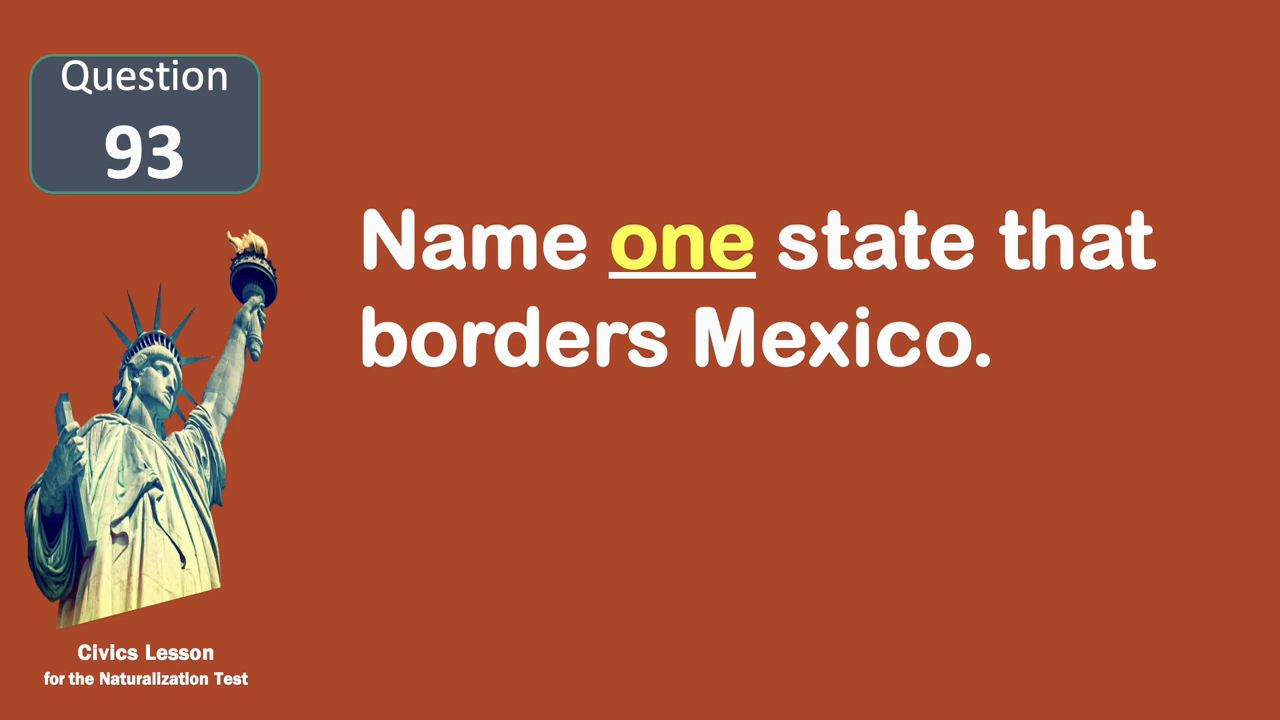 Question
93
Name one state that
borders Mexico.
Civics Lesson
for the Naturalization Test